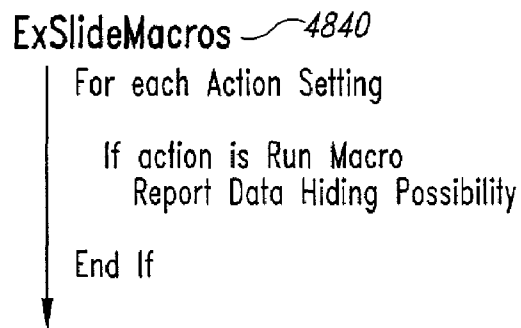 ExSlideMacros 4840
For each Action Setting
If action is Run Macro
Report Data Hiding Possibility
End If